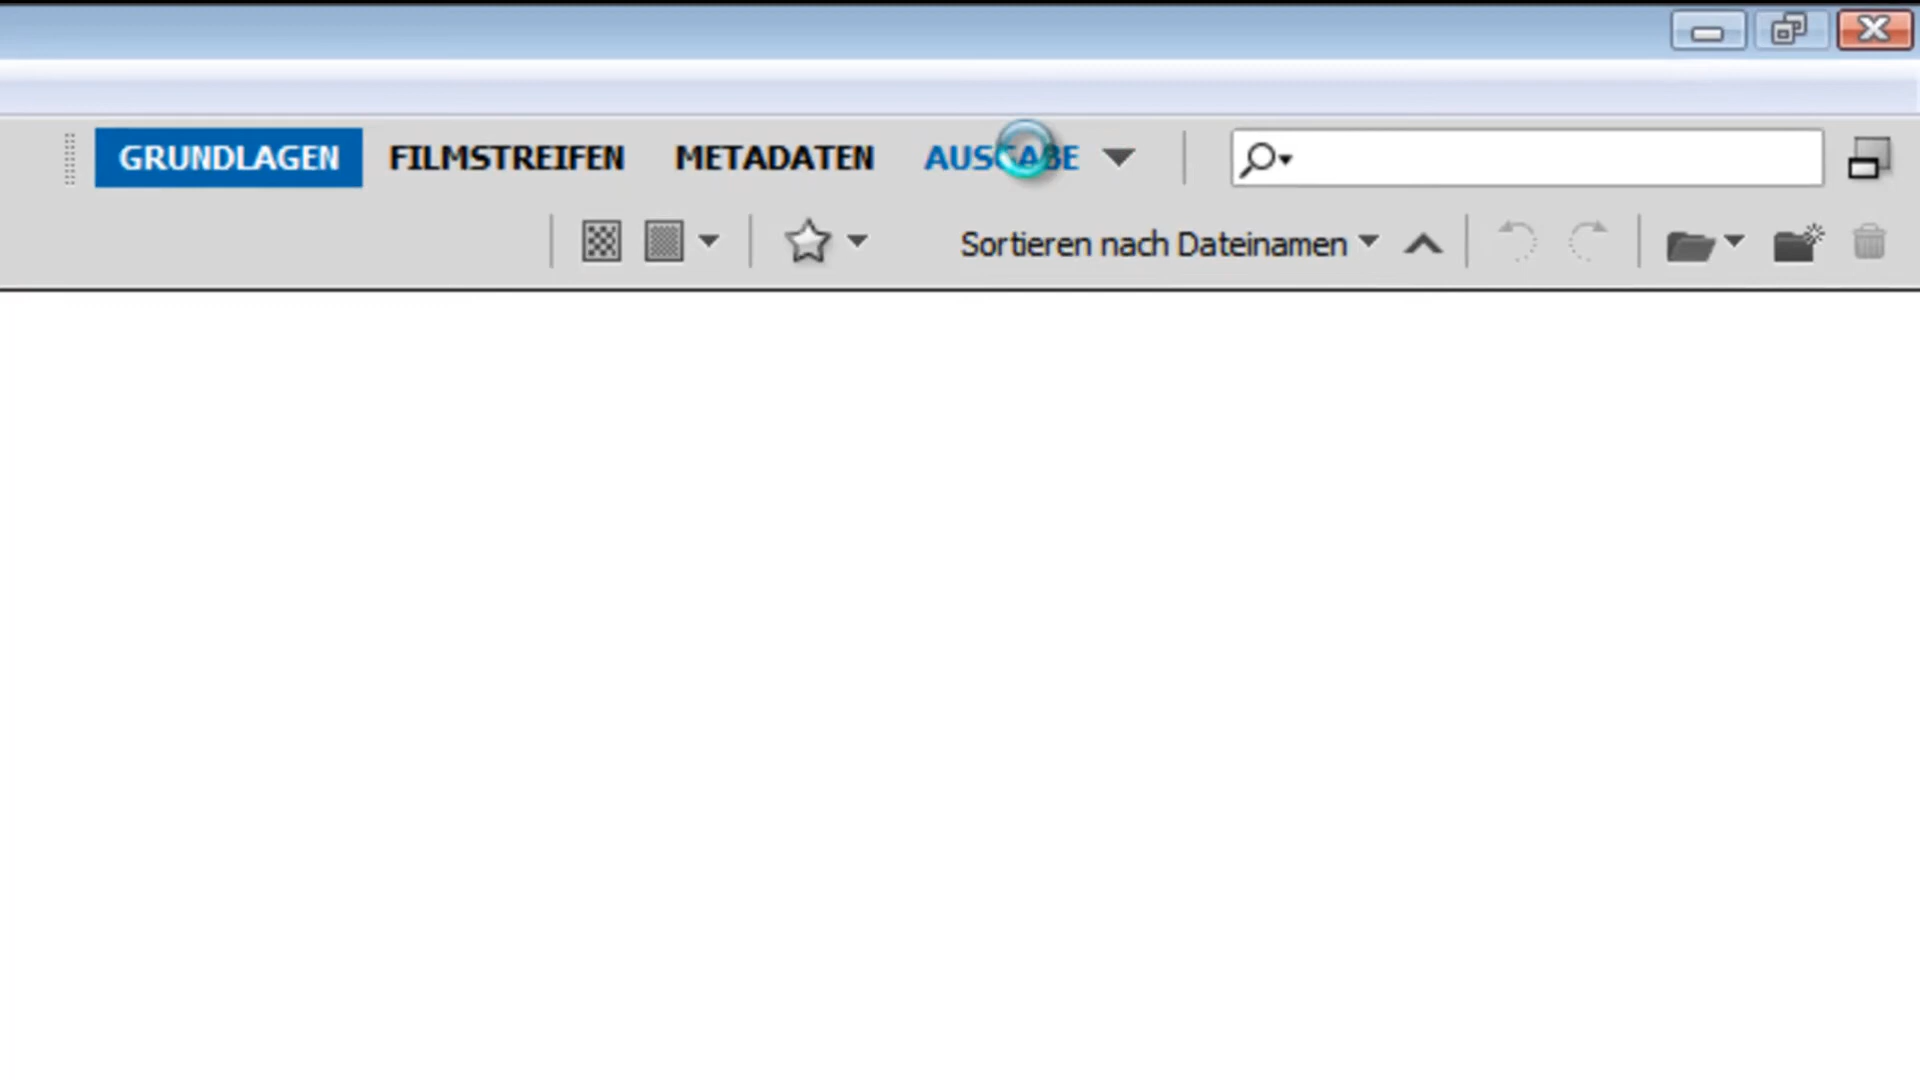 GRUNDLAGEN FILMSTREIFEN METADATEN AUSGABE
Sortieren nach Dateinamen